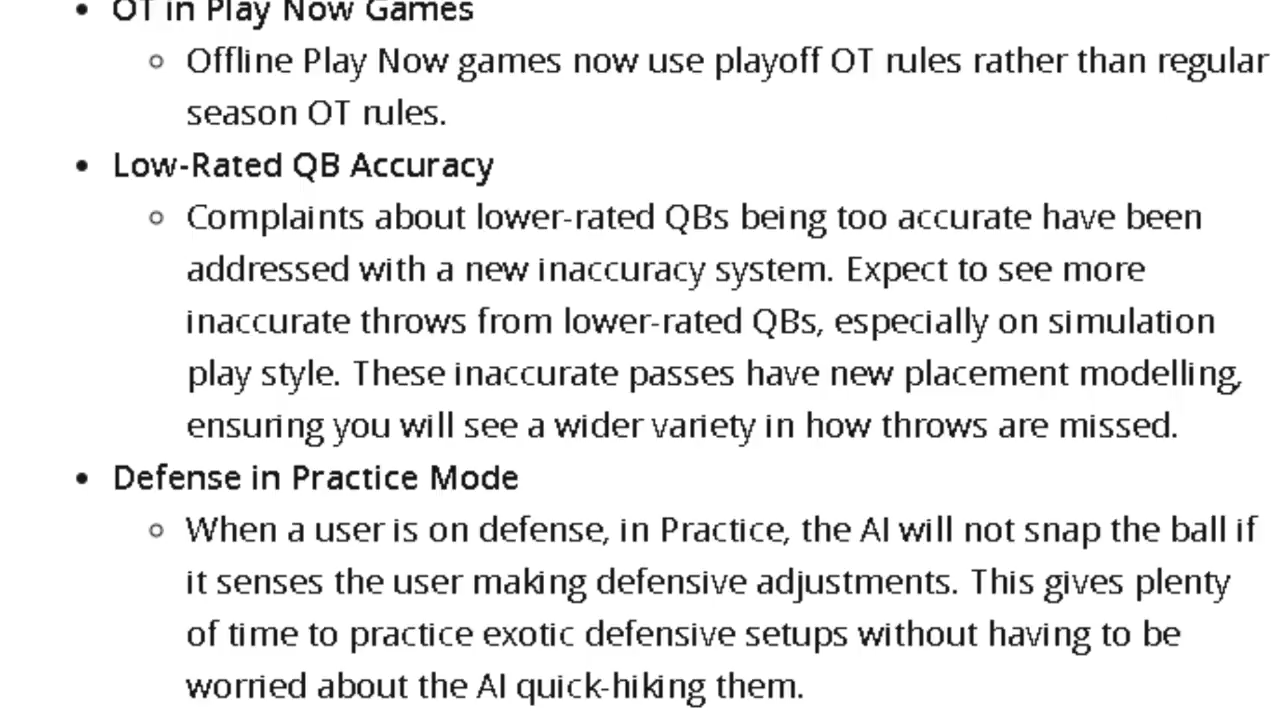 • OT in Play Now Games
◦ Offline Play Now games now use playoff OT rules rather than regular
season OT rules.
• Low-Rated QB Accuracy
◦ Complaints about lower-rated QBs being too accurate have been
addressed with a new inaccuracy system. Expect to see more
inaccurate throws from lower-rated QBs, especially on simulation
play style. These inaccurate passes have new placement modelling,
ensuring you will see a wider variety in how throws are missed.
• Defense in Practice Mode
◦ When a user is on defense, in Practice, the AI will not snap the ball if
it senses the user making defensive adjustments. This gives plenty
of time to practice exotic defensive setups without having to be
worried about the AI quick-hiking them.